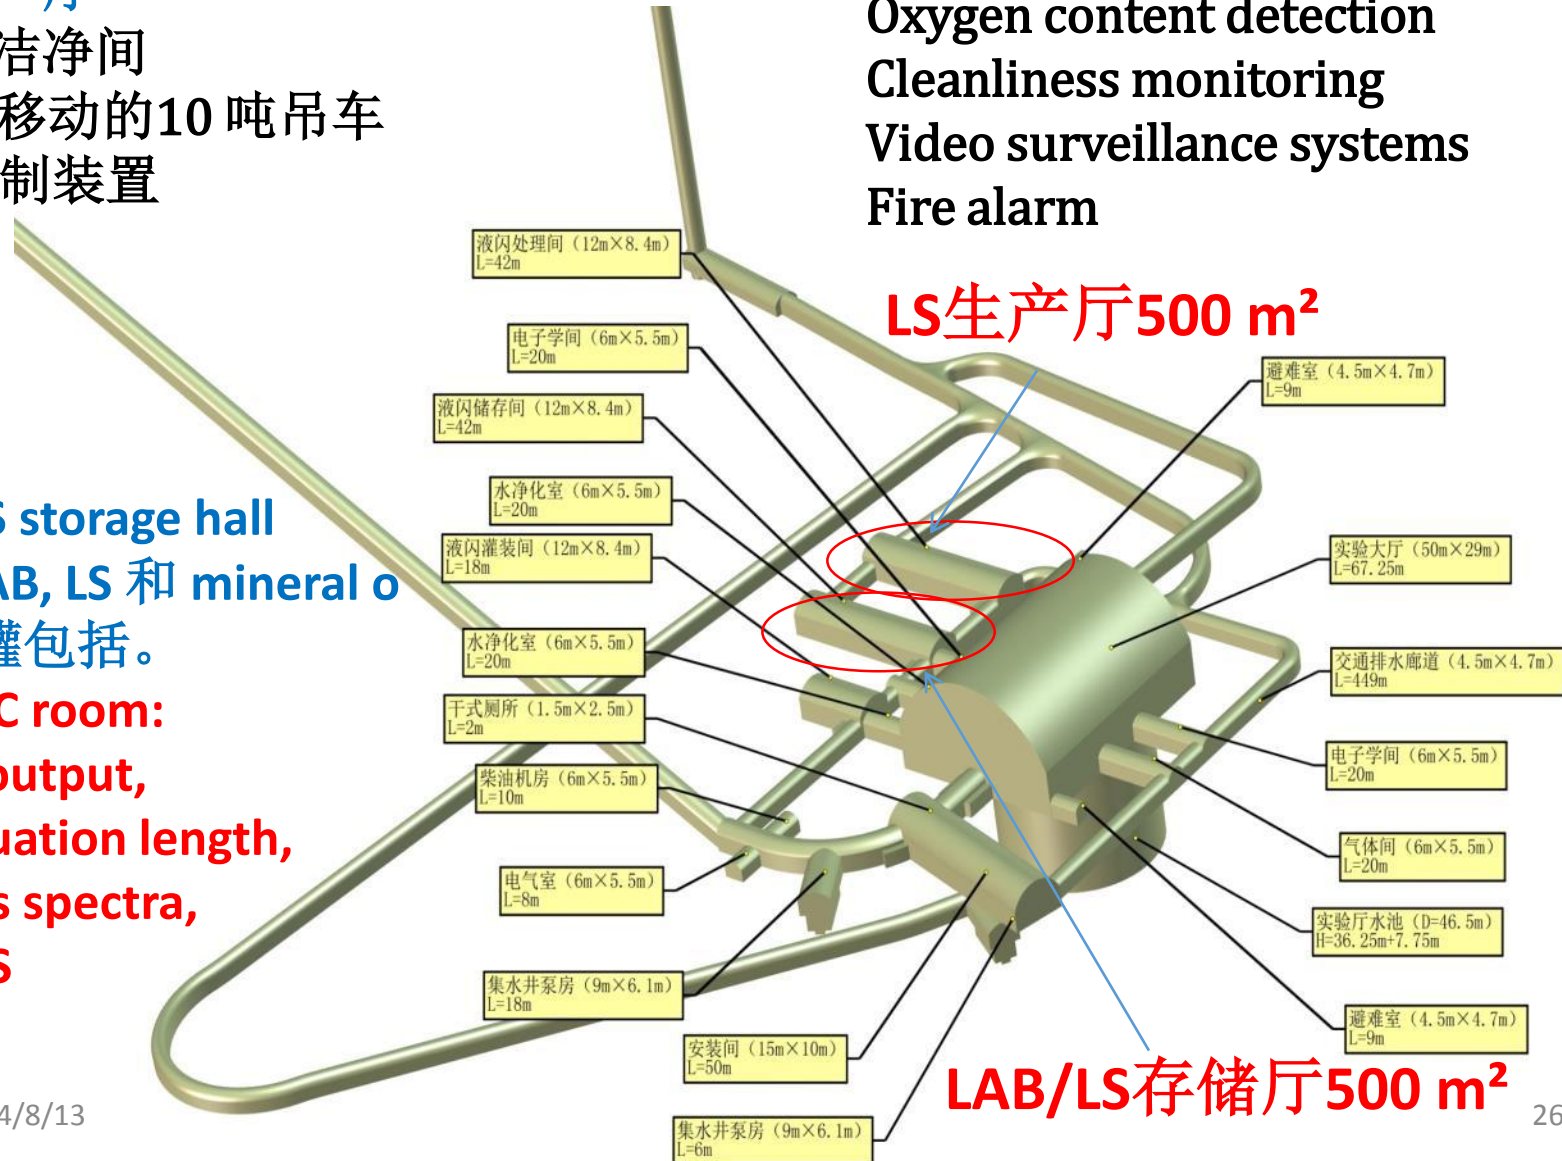 洁净间
移动的10 吨吊车
制装置
Oxygen content detection
Cleanliness monitoring
Video surveillance systems
Fire alarm
LS生产厅500 m²
液闪处理间（12m×8.4m）
L=42m
电子学间（6m×5.5m）
L=20m
液闪储存间（12m×8.4m）
L=42m
水净化室（6m×5.5m）
L=20m
液闪灌装间（12m×8.4m）
L=18m
水净化室（6m×5.5m）
L=20m
干式厕所（1.5m×2.5m）
L=2m
柴油机房（6m×5.5m）
L=10m
电气室（6m×5.5m）
L=8m
集水井泵房（9m×6.1m）
L=18m
安装间（15m×10m）
L=50m
集水井泵房（9m×6.1m）
L=6m
避难室（4.5m×4.7m）
L=9m
实验大厅（50m×29m）
L=67.25m
交通排水廊道（4.5m×4.7m）
L=449m
电子学间（6m×5.5m）
L=20m
气体间（6m×5.5m）
L=20m
实验厅水池（D=46.5m）
H=36.25m+7.75m
避难室（4.5m×4.7m）
L=9m
S storage hall
AB, LS 和 mineral o
罐包括。
C room:
output,
uation length,
s spectra,
S
LAB/LS存储厅500 m²
4/8/13
26